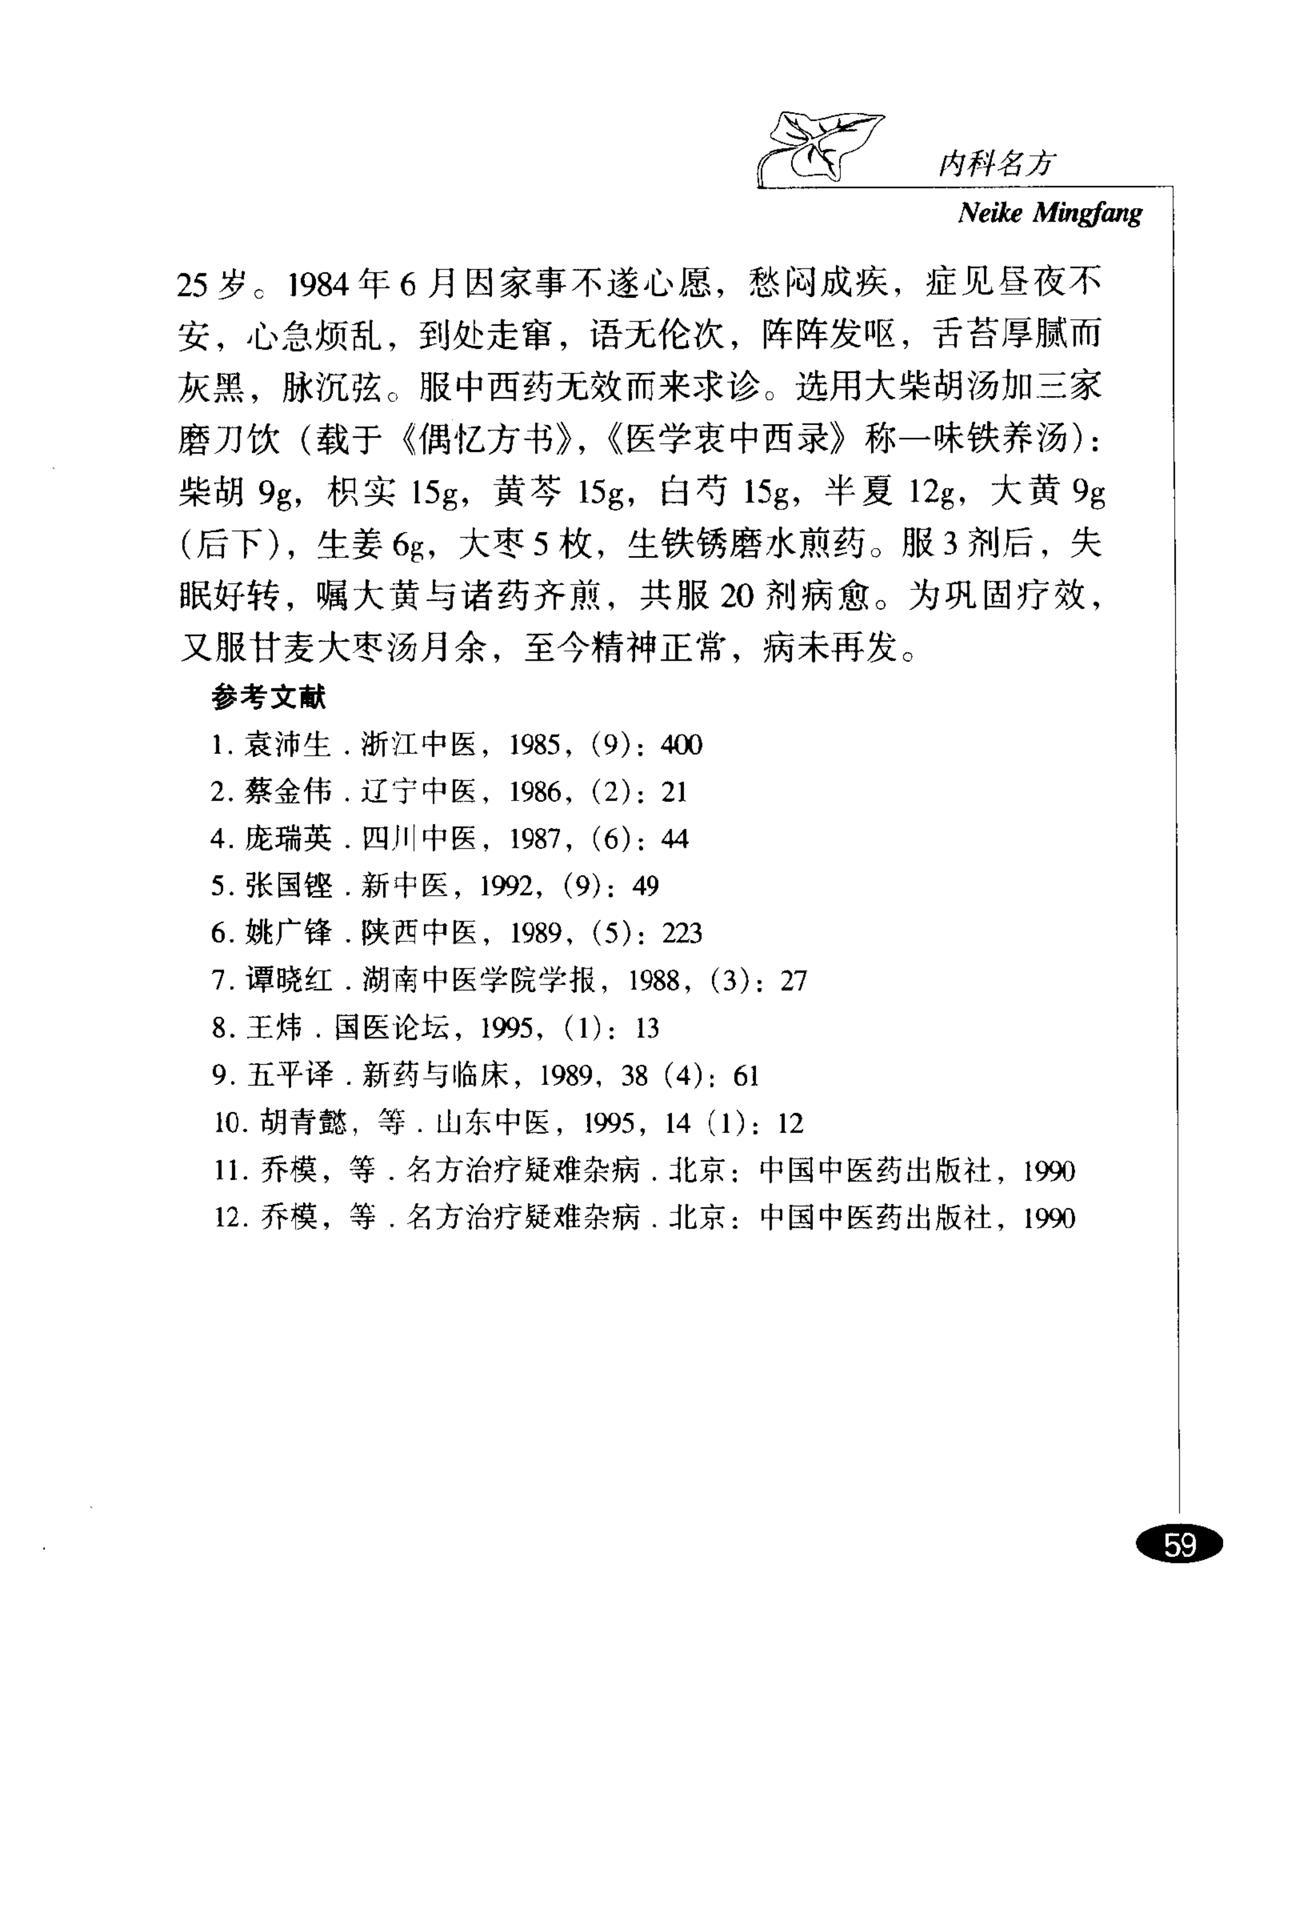 内科名方
Neike Mingfang
25岁。1984年6月因家事不遂心愿，愁闷成疾，症见昼夜不
安，心急烦乱，到处走窜，语无伦次，阵阵发呕，舌苔厚腻而
灰黑，脉沉弦。服中西药无效而来求诊。选用大柴胡汤加三家
磨刀饮（载于《偶忆方书》，《医学衷中西录》称一味铁养汤）：
柴胡9g，枳实15g，黄芩15g，白芍15g，半夏12g，大黄9g
（后下），生姜6g，大枣5枚，生铁锈磨水煎药。服3剂后，失
眠好转，嘱大黄与诸药齐煎，共服20剂病愈。为巩固疗效，
又服甘麦大枣汤月余，至今精神正常，病未再发。
参考文献
1. 袁沛生．浙江中医，1985，（9）：400
2. 蔡金伟．辽宁中医，1986，（2）：21
4. 庞瑞英．四川中医，1987，（6）：44
5. 张国铿．新中医，1992，（9）：49
6. 姚广锋．陕西中医，1989，（5）：223
7. 谭晓红．湖南中医学院学报，1988，（3）：27
8. 王炜．国医论坛，1995，（1）：13
9. 五平译．新药与临床，1989，38（4）：61
10. 胡青懿，等．山东中医，1995，14（1）：12
11. 乔模，等．名方治疗疑难杂病．北京：中国中医药出版社，1990
12. 乔模，等．名方治疗疑难杂病．北京：中国中医药出版社，1990
59